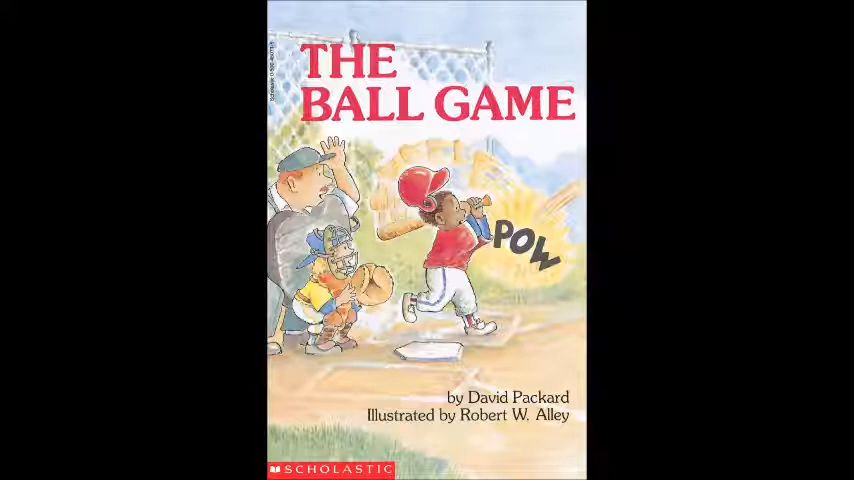 THE
BALL GAME
POW
by David Packard
Illustrated by Robert W. Alley
SCHOLASTIC